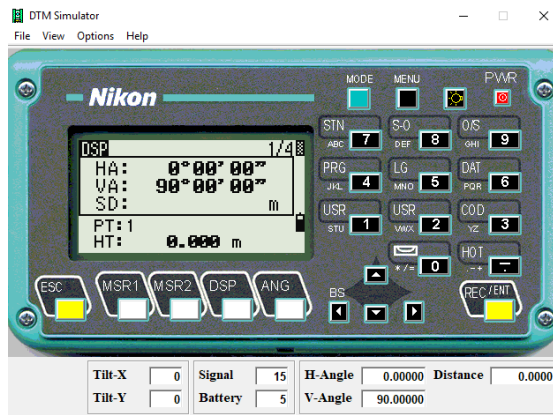 DTM Simulator
File View Options Help
MODE MENU PWR
Nikon
STN S-O O/S
ABC 7 DEF 8 GHI 9
DSP 1/4
HA: 0°00'00"
VA: 90°00'00"
SD: m
PT:1
HT: 0.000 m
PRG LG DAT
JKL 4 MNO 5 PQR 6
USR USR COD
STU 1 VWX 2 YZ 3
HOT
*/= 0 .-+
ESC MSR1 MSR2 DSP ANG
BS
REC/ENT
Tilt-X 0 Signal 15 H-Angle 0.00000 Distance 0.0000
Tilt-Y 0 Battery 5 V-Angle 90.00000